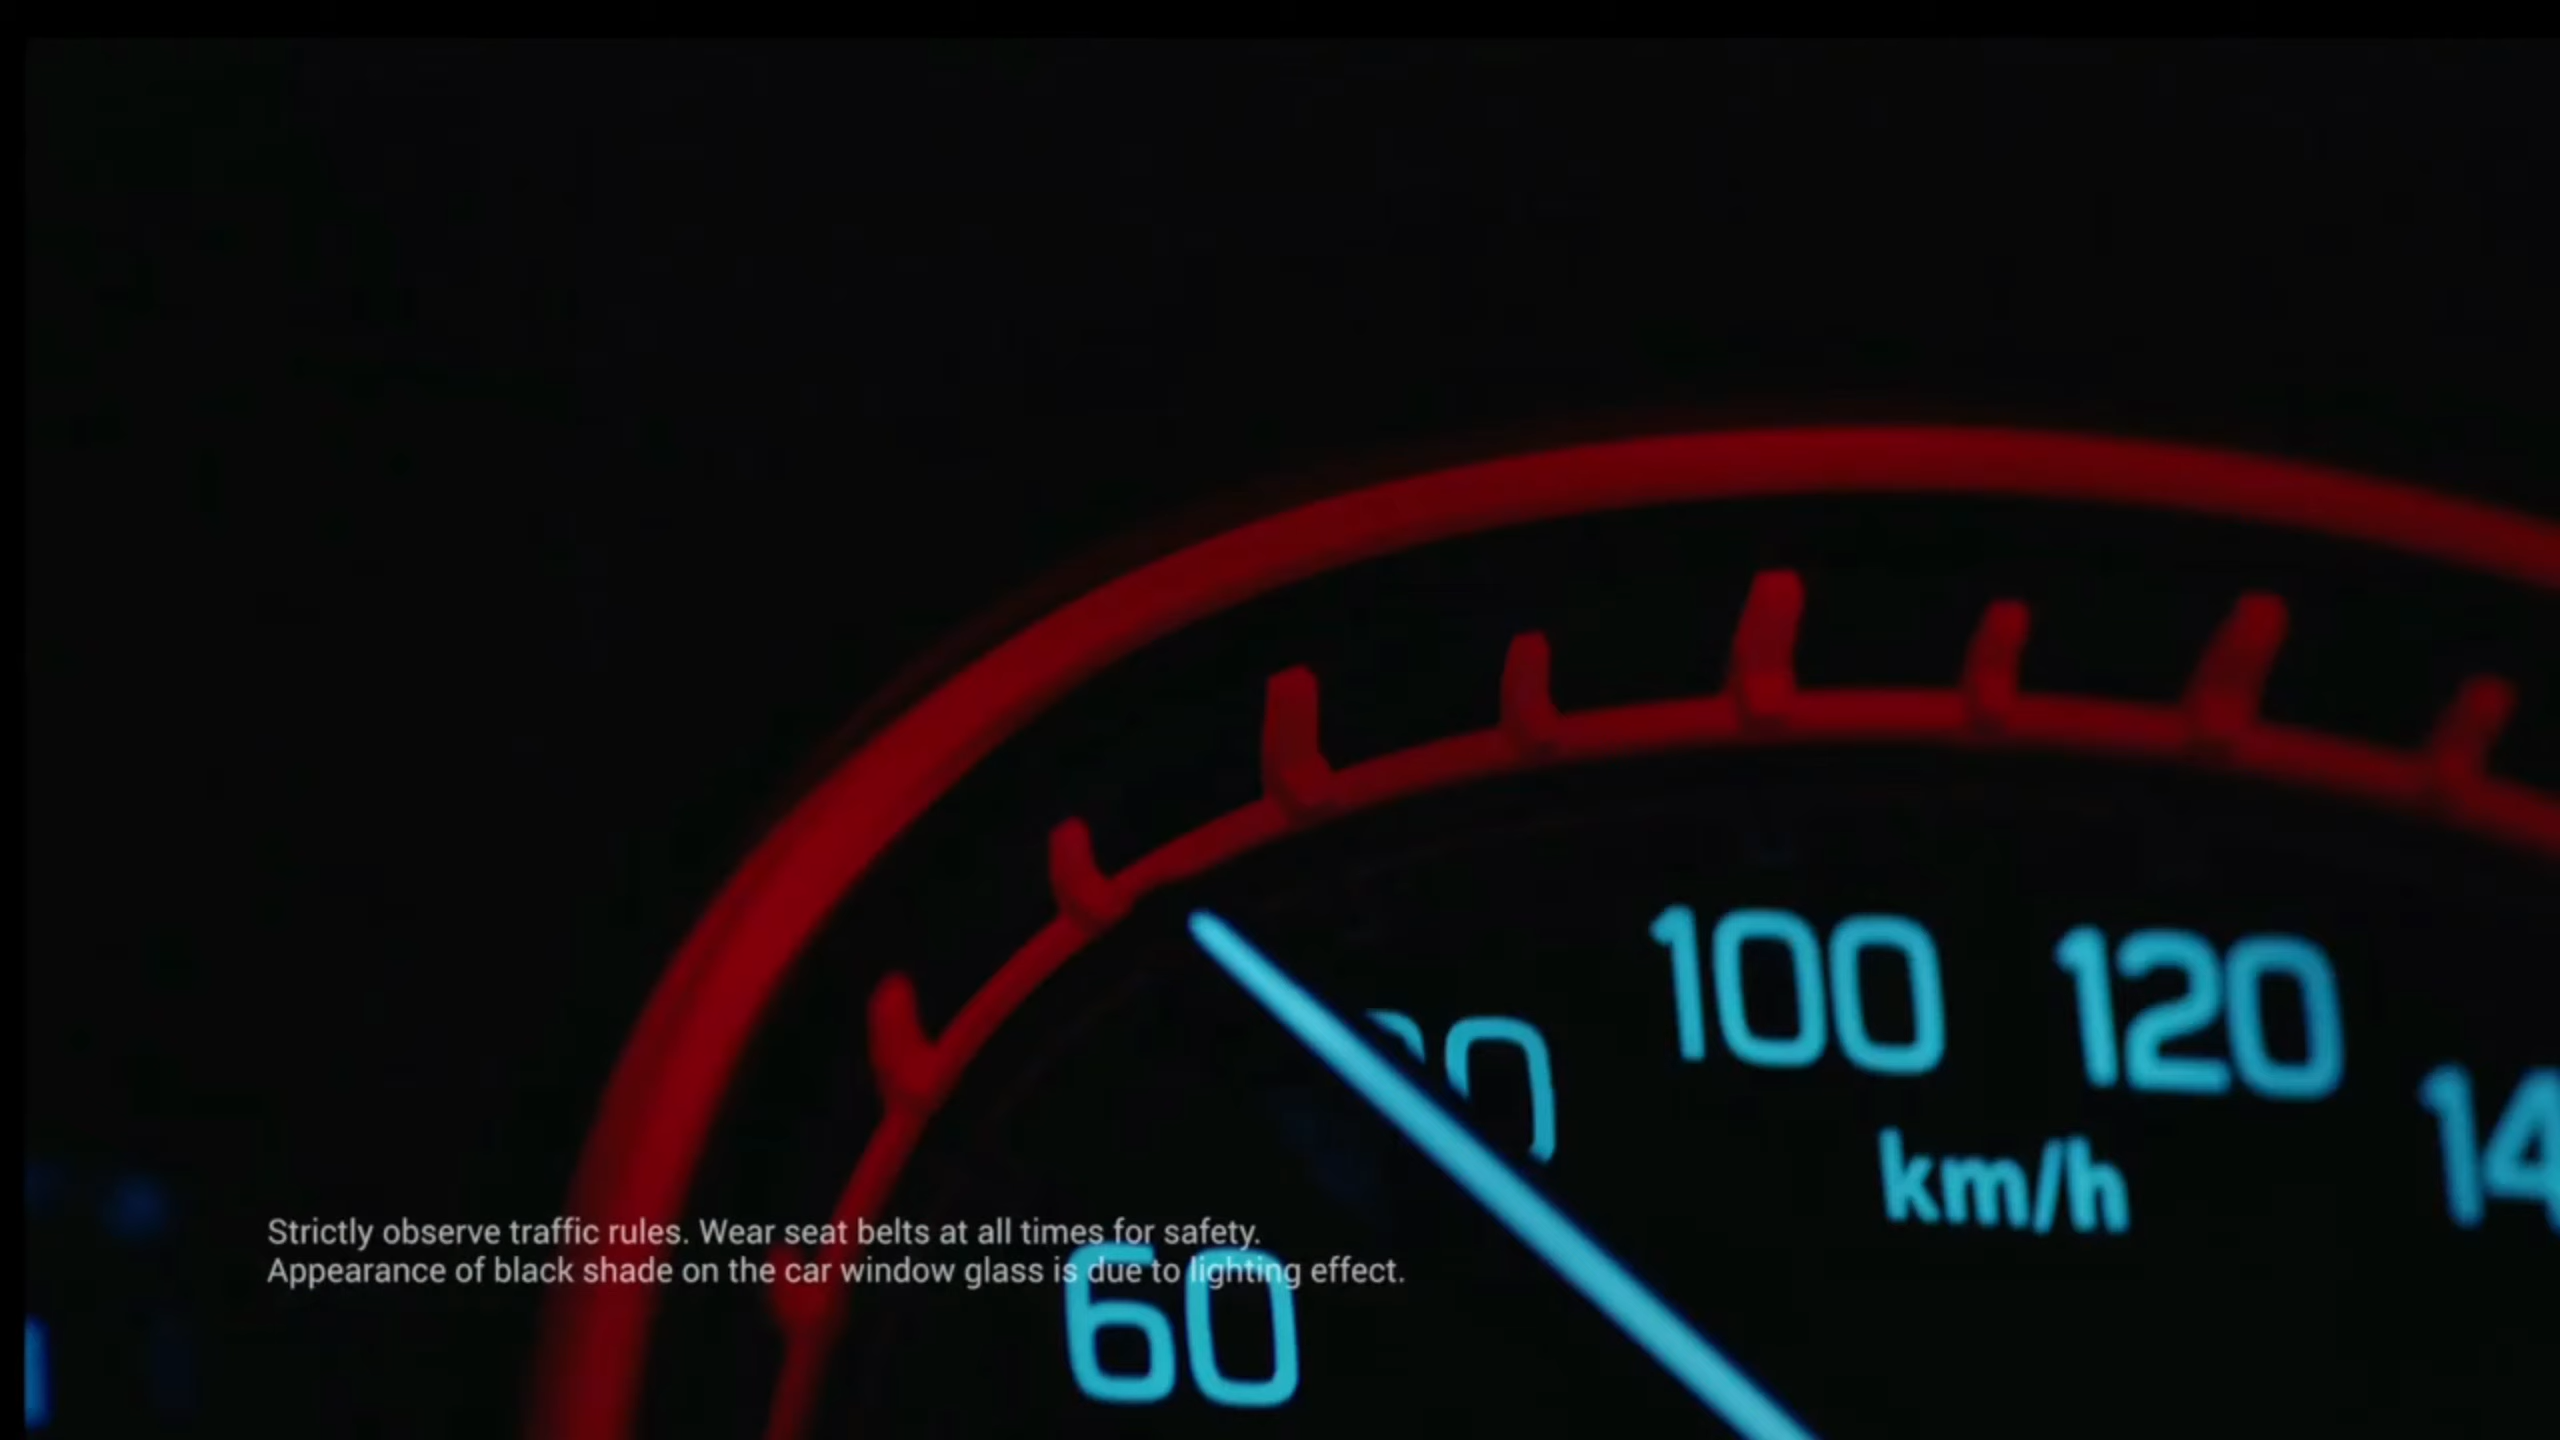 100
120
km/h
60
Strictly observe traffic rules. Wear seat belts at all times for safety.
Appearance of black shade on the car window glass is due to lighting effect.